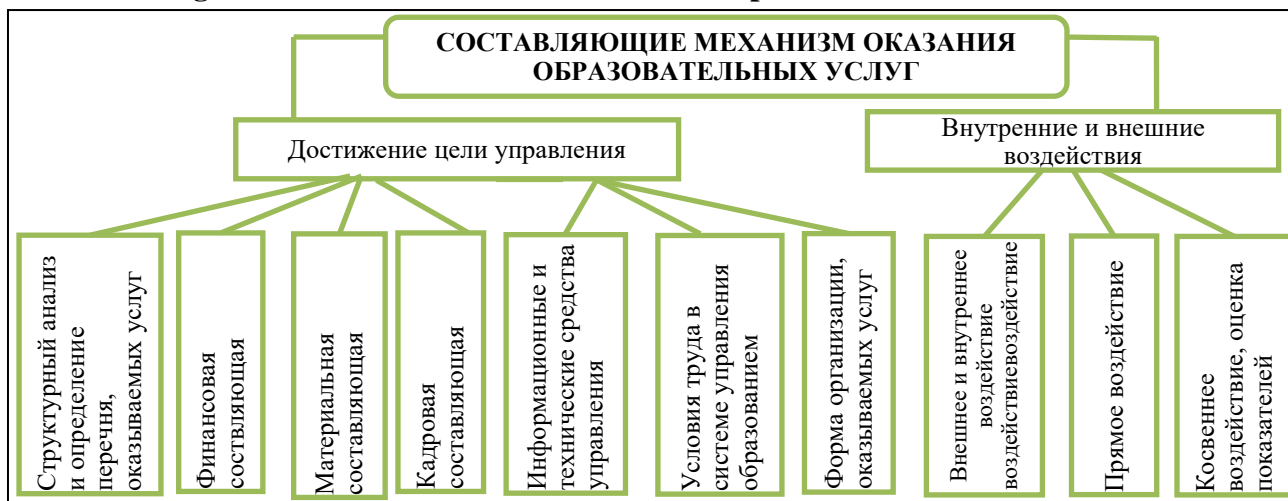 СОСТАВЛЯЮЩИЕ МЕХАНИЗМ ОКАЗАНИЯ
ОБРАЗОВАТЕЛЬНЫХ УСЛУГ
Достижение цели управления
Внутренние и внешние
воздействия
Структурный анализ
и определение
перечня,
оказываемых услуг
Финансовая
соствляющая
Материальная
составляющая
Кадровая
составляющая
Информационные и
технические средства
управления
Условия труда в
системе управления
образованием
Форма организации,
оказываемых услуг
Внешнее и внутреннее
воздействие
воздействиевоздействие
Прямое воздействие
Косвеннее
воздействие, оценка
показателей